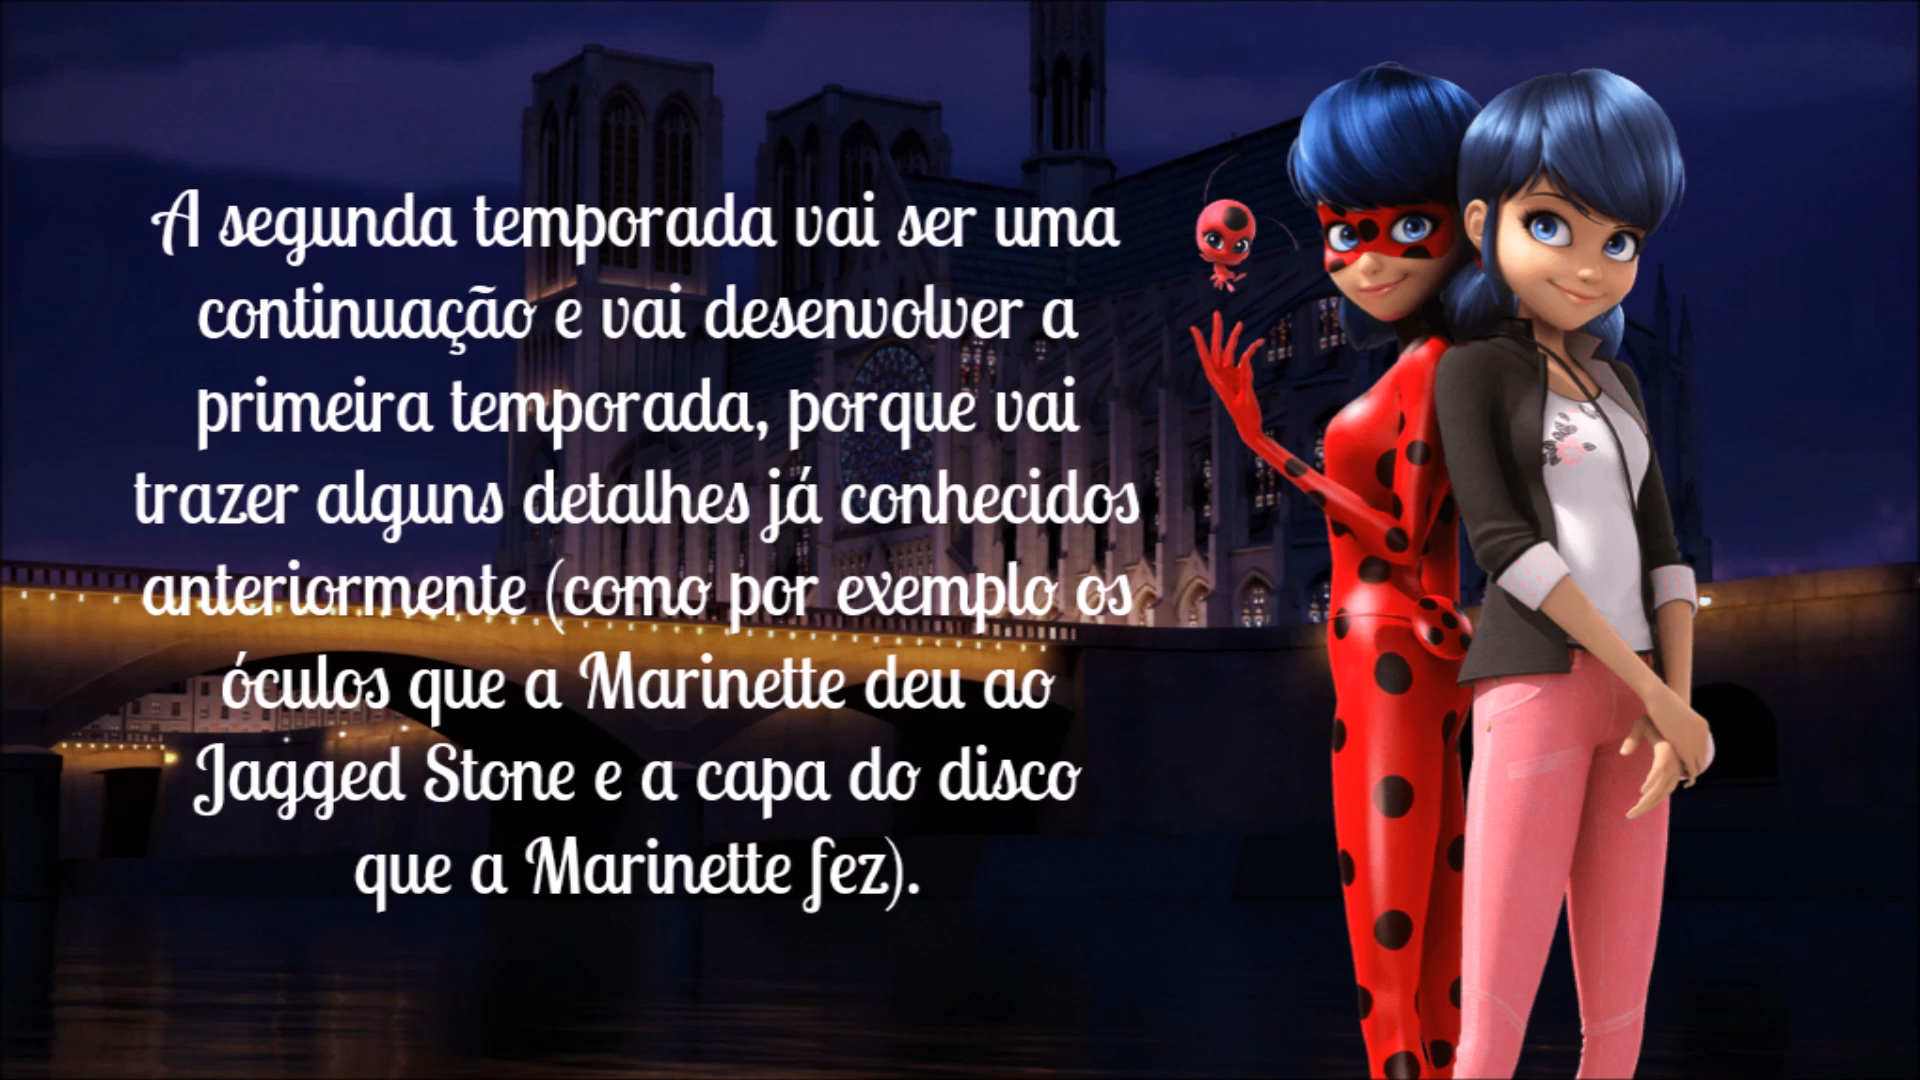 A segunda temporada vai ser uma
continuação e vai desenvolver a
primeira temporada, porque vai
trazer alguns detalhes já conhecidos
anteriormente (como por exemplo os
óculos que a Marinette deu ao
Jagged Stone e a capa do disco
que a Marinette fez).